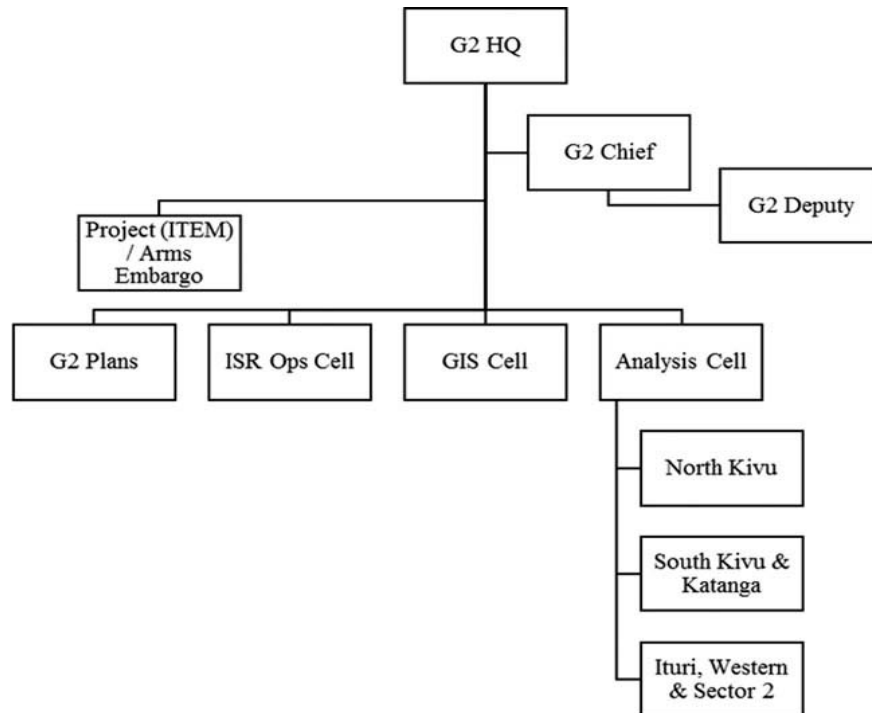 G2 HQ
G2 Chief
G2 Deputy
Project (ITEM)
/ Arms
Embargo
G2 Plans
ISR Ops Cell
GIS Cell
Analysis Cell
North Kivu
South Kivu &
Katanga
Ituri, Western
& Sector 2